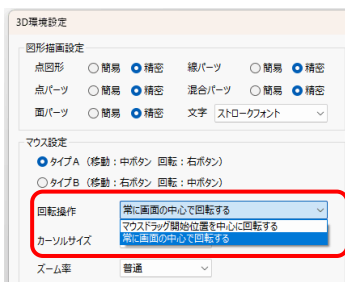 3D環境設定
図形描画設定
点図形 簡易 精密 線パーツ 簡易 精密
点パーツ 簡易 精密 混合パーツ 簡易 精密
面パーツ 簡易 精密 文字 ストロークフォント
マウス設定
タイプA (移動:中ボタン 回転:右ボタン)
タイプB (移動:右ボタン 回転:中ボタン)
回転操作 常に画面の中心で回転する
マウスドラッグ開始位置を中心に回転する
カーソルサイズ 常に画面の中心で回転する
ズーム率 普通